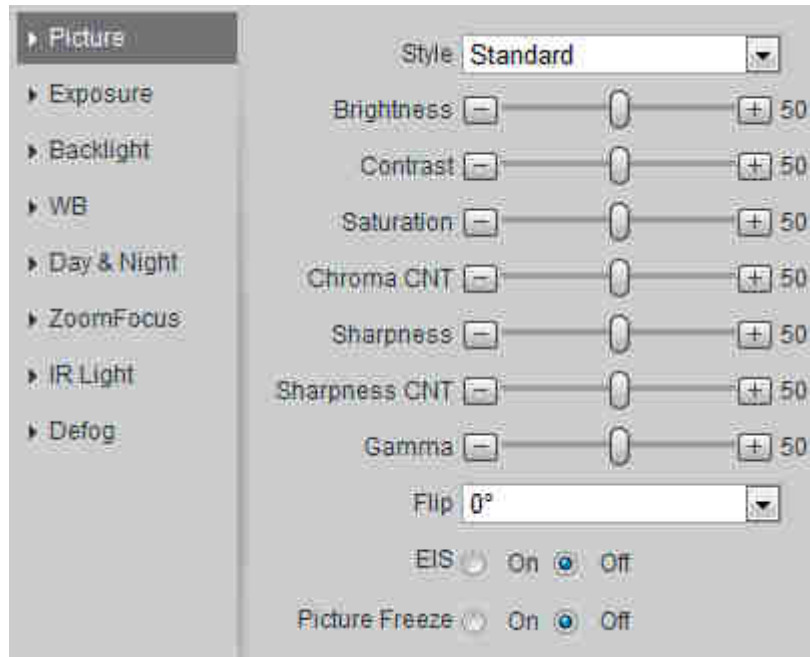 Picture
Exposure
Backlight
WB
Day & Night
ZoomFocus
IR Light
Defog
Style Standard
Brightness 50
Contrast 50
Saturation 50
Chroma CNT 50
Sharpness 50
Sharpness CNT 50
Gamma 50
Flip 0°
EIS On Off
Picture Freeze On Off